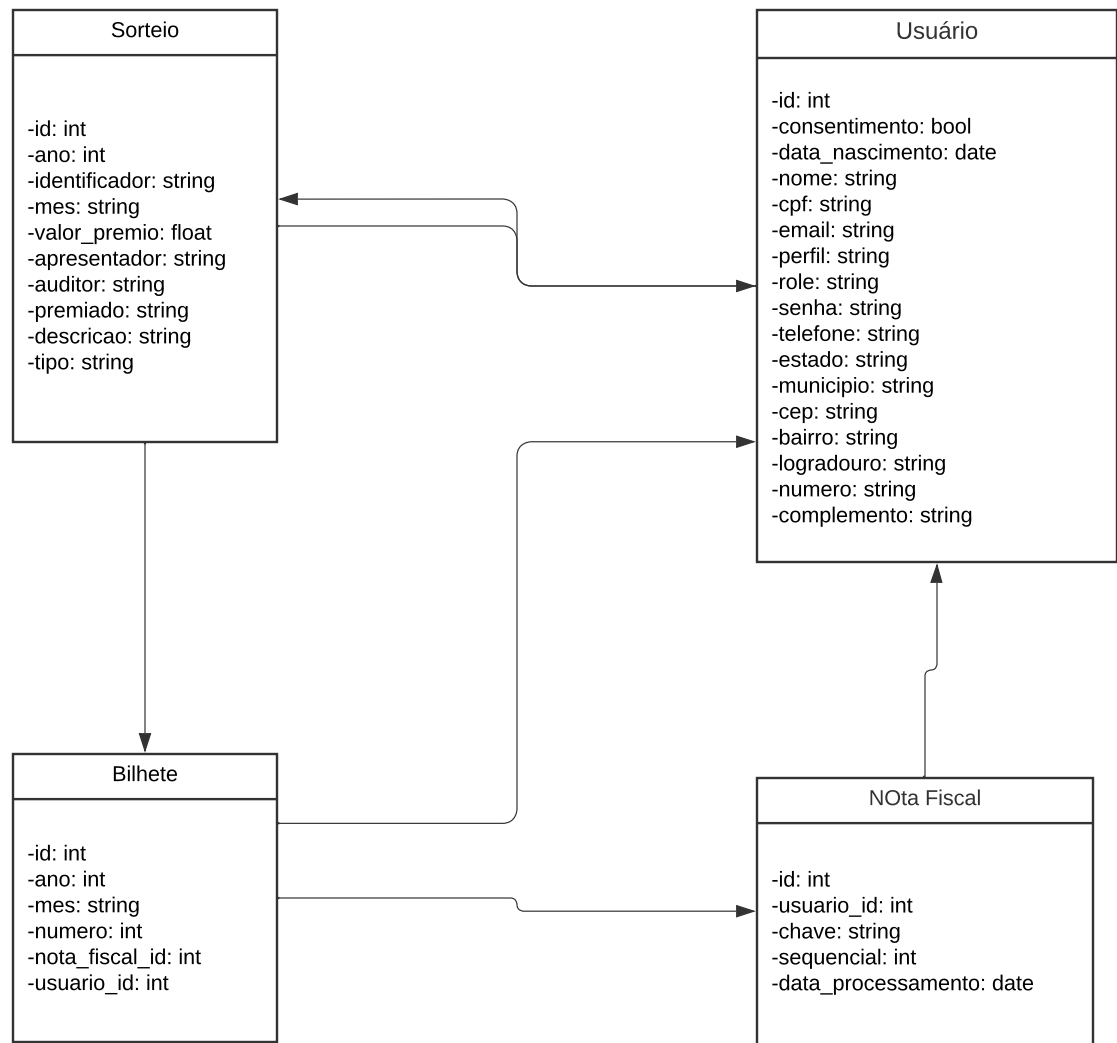 Sorteio
-id: int
-ano: int
-identificador: string
-mes: string
-valor_premio: float
-apresentador: string
-auditor: string
-premiado: string
-descricao: string
-tipo: string
Usuário
-id: int
-consentimento: bool
-data_nascimento: date
-nome: string
-cpf: string
-email: string
-perfil: string
-role: string
-senha: string
-telefone: string
-estado: string
-municipio: string
-cep: string
-bairro: string
-logradouro: string
-numero: string
-complemento: string
Bilhete
-id: int
-ano: int
-mes: string
-numero: int
-nota_fiscal_id: int
-usuario_id: int
NOta Fiscal
-id: int
-usuario_id: int
-chave: string
-sequencial: int
-data_processamento: date